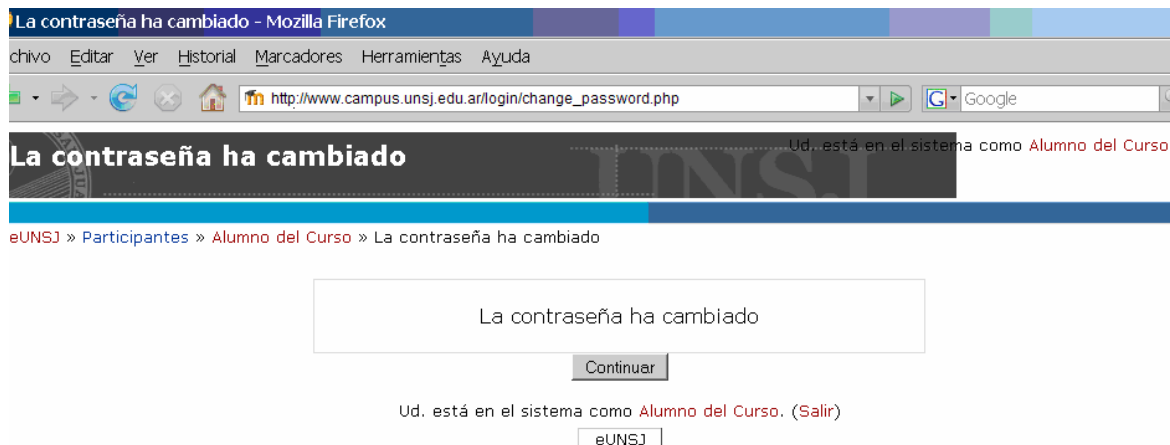 La contraseña ha cambiado - Mozilla Firefox
chivo Editar Ver Historial Marcadores Herramientas Ayuda
http://www.campus.unsj.edu.ar/login/change_password.php G Google
La contraseña ha cambiado UNSJ Ud. está en el sistema como Alumno del Curso
eUNSJ » Participantes » Alumno del Curso » La contraseña ha cambiado
La contraseña ha cambiado
Continuar
Ud. está en el sistema como Alumno del Curso. (Salir)
eUNSJ